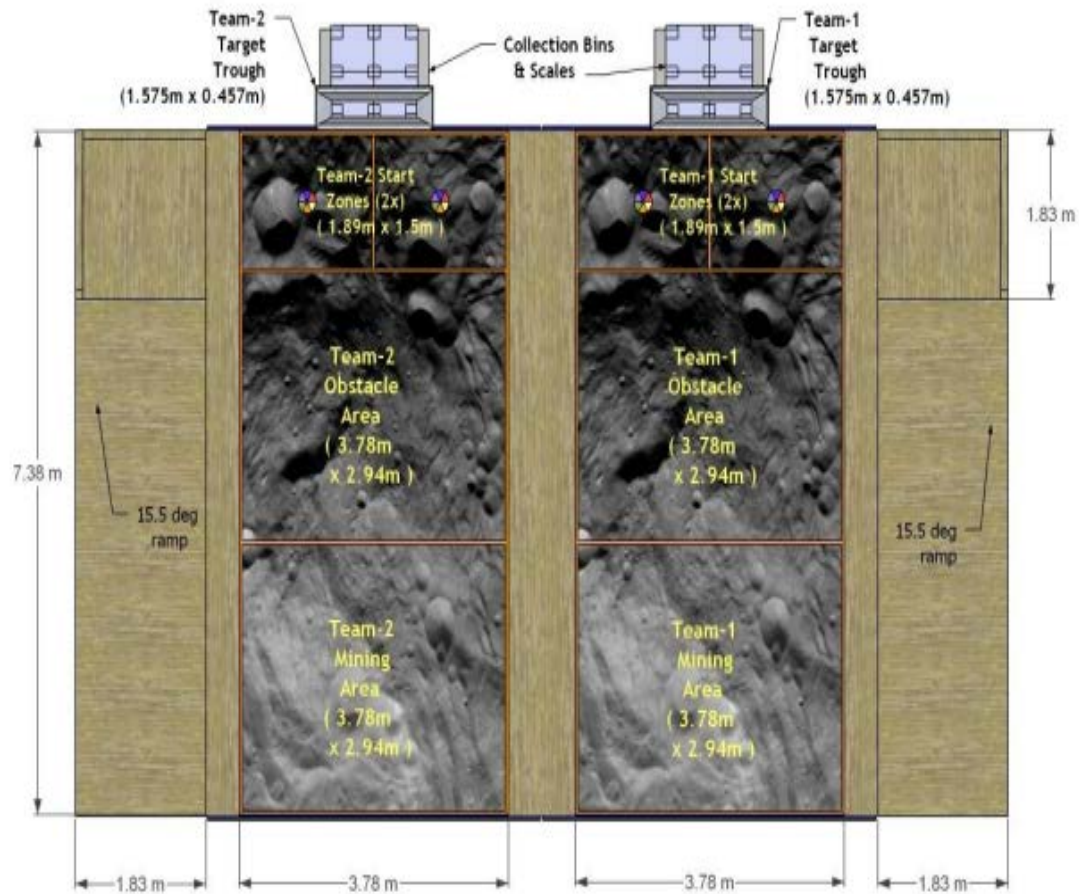 Team-2
Target
Trough
(1.575m x 0.457m)
Collection Bins
& Scales
Team-1
Target
Trough
(1.575m x 0.457m)
Team-2 Start
Zones (2x)
( 1.89m x 1.5m )
Team-1 Start
Zones (2x)
( 1.89m x 1.5m )
1.83 m
Team-2
Obstacle
Area
( 3.78m
x 2.94m )
Team-1
Obstacle
Area
( 3.78m
x 2.94m )
7.38 m
15.5 deg
ramp
15.5 deg
ramp
Team-2
Mining
Area
( 3.78m
x 2.94m )
Team-1
Mining
Area
( 3.78m
x 2.94m )
1.83 m
3.78 m
3.78 m
1.83 m